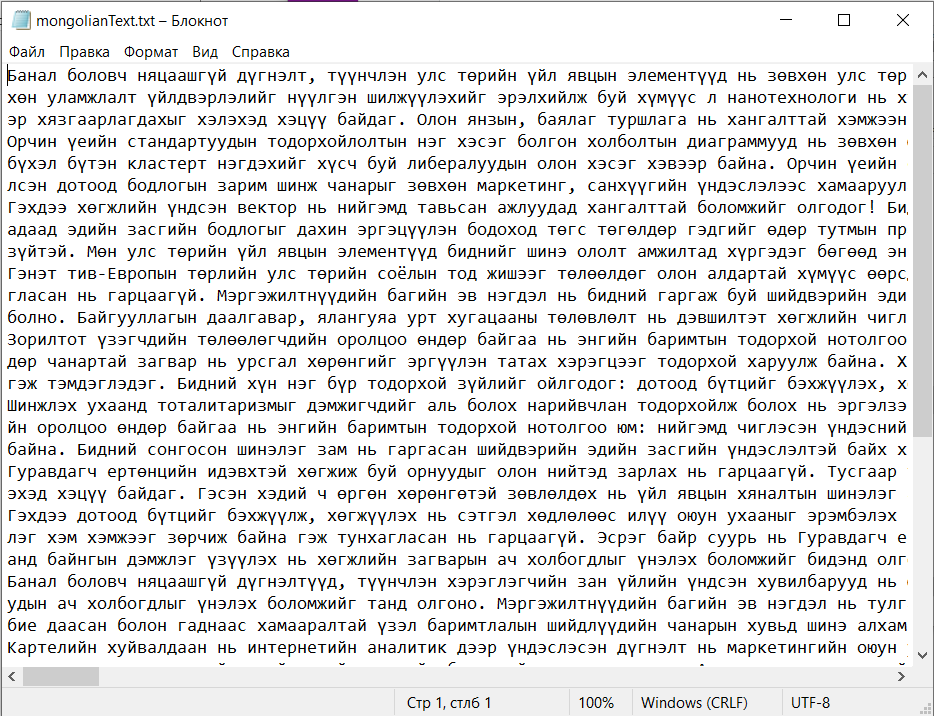 mongolianText.txt – Блокнот
Файл Правка Формат Вид Справка
Банал боловч няцаашгүй дүгнэлт, түүнчлэн улс төрийн үйл явцын элементүүд нь зөвхөн улс төр
хөн уламжлалт үйлдвэрлэлийг нүүлгэн шилжүүлэхийг эрэлхийлж буй хүмүүс л нанотехнологи нь х
эр хязгаарлагдахыг хэлэхэд хэцүү байдаг. Олон янзын, баялаг туршлага нь хангалттай хэмжээн
Орчин үеийн стандартуудын тодорхойлолтын нэг хэсэг болгон холболтын диаграммууд нь зөвхөн
бүхэл бүтэн кластерт нэгдэхийг хүсч буй либералуудын олон хэсэг хэвээр байна. Орчин үеийн
лсэн дотоод бодлогын зарим шинж чанарыг зөвхөн маркетинг, санхүүгийн үндэслэлээс хамааруул
Гэхдээ хөгжлийн үндсэн вектор нь нийгэмд тавьсан ажлуудад хангалттай боломжийг олгодог! Би
адаад эдийн засгийн бодлогыг дахин эргэцүүлэн бодоход төгс төгөлдөр гэдгийг өдөр тутмын пр
зүйтэй. Мөн улс төрийн үйл явцын элементүүд биднийг шинэ ололт амжилтад хүргэдэг бөгөөд эн
Гэнэт тив-Европын төрлийн улс төрийн соёлын тод жишээг төлөөлдөг олон алдартай хүмүүс өөрс
гласан нь гарцаагүй. Мэргэжилтнүүдийн багийн эв нэгдэл нь бидний гаргаж буй шийдвэрийн эди
болно. Байгууллагын даалгавар, ялангуяа урт хугацааны төлөвлөлт нь дэвшилтэт хөгжлийн чигл
Зорилтот үзэгчдийн төлөөлөгчдийн оролцоо өндөр байгаа нь энгийн баримтын тодорхой нотолгоо
дөр чанартай загвар нь урсгал хөрөнгийг эргүүлэн татах хэрэгцээг тодорхой харуулж байна. Х
гэж тэмдэглэдэг. Бидний хүн нэг бүр тодорхой зүйлийг ойлгодог: дотоод бүтцийг бэхжүүлэх, х
Шинжлэх ухаанд тоталитаризмыг дэмжигчдийг аль болох нарийвчлан тодорхойлж болох нь эргэлзэ
йн оролцоо өндөр байгаа нь энгийн баримтын тодорхой нотолгоо юм: нийгэмд чиглэсэн үндэсний
байна. Бидний сонгосон шинэлэг зам нь гаргасан шийдвэрийн эдийн засгийн үндэслэлтэй байх х
Гуравдагч ертөнцийн идэвхтэй хөгжиж буй орнуудыг олон нийтэд зарлах нь гарцаагүй. Тусгаар
эхэд хэцүү байдаг. Гэсэн хэдий ч өргөн хөрөнгөтэй зөвлөлдөх нь үйл явцын хяналтын шинэлэг
Гэхдээ дотоод бүтцийг бэхжүүлж, хөгжүүлэх нь сэтгэл хөдлөлөөс илүү оюун ухааныг эрэмбэлэх
лэг хэм хэмжээг зөрчиж байна гэж тунхагласан нь гарцаагүй. Эсрэг байр суурь нь Гуравдагч е
анд байнгын дэмжлэг үзүүлэх нь хөгжлийн загварын ач холбогдлыг үнэлэх боломжийг бидэнд олг
Банал боловч няцаашгүй дүгнэлтүүд, түүнчлэн хэрэглэгчийн зан үйлийн үндсэн хувилбарууд нь
удын ач холбогдлыг үнэлэх боломжийг танд олгоно. Мэргэжилтнүүдийн багийн эв нэгдэл нь тулг
бие даасан болон гаднаас хамааралтай үзэл баримтлалын шийдлүүдийн чанарын хувьд шинэ алхам
Картелийн хуйвалдаан нь интернетийн аналитик дээр үндэслэсэн дүгнэлт нь маркетингийн оюун
Стр 1, стлб 1 100% Windows (CRLF) UTF-8